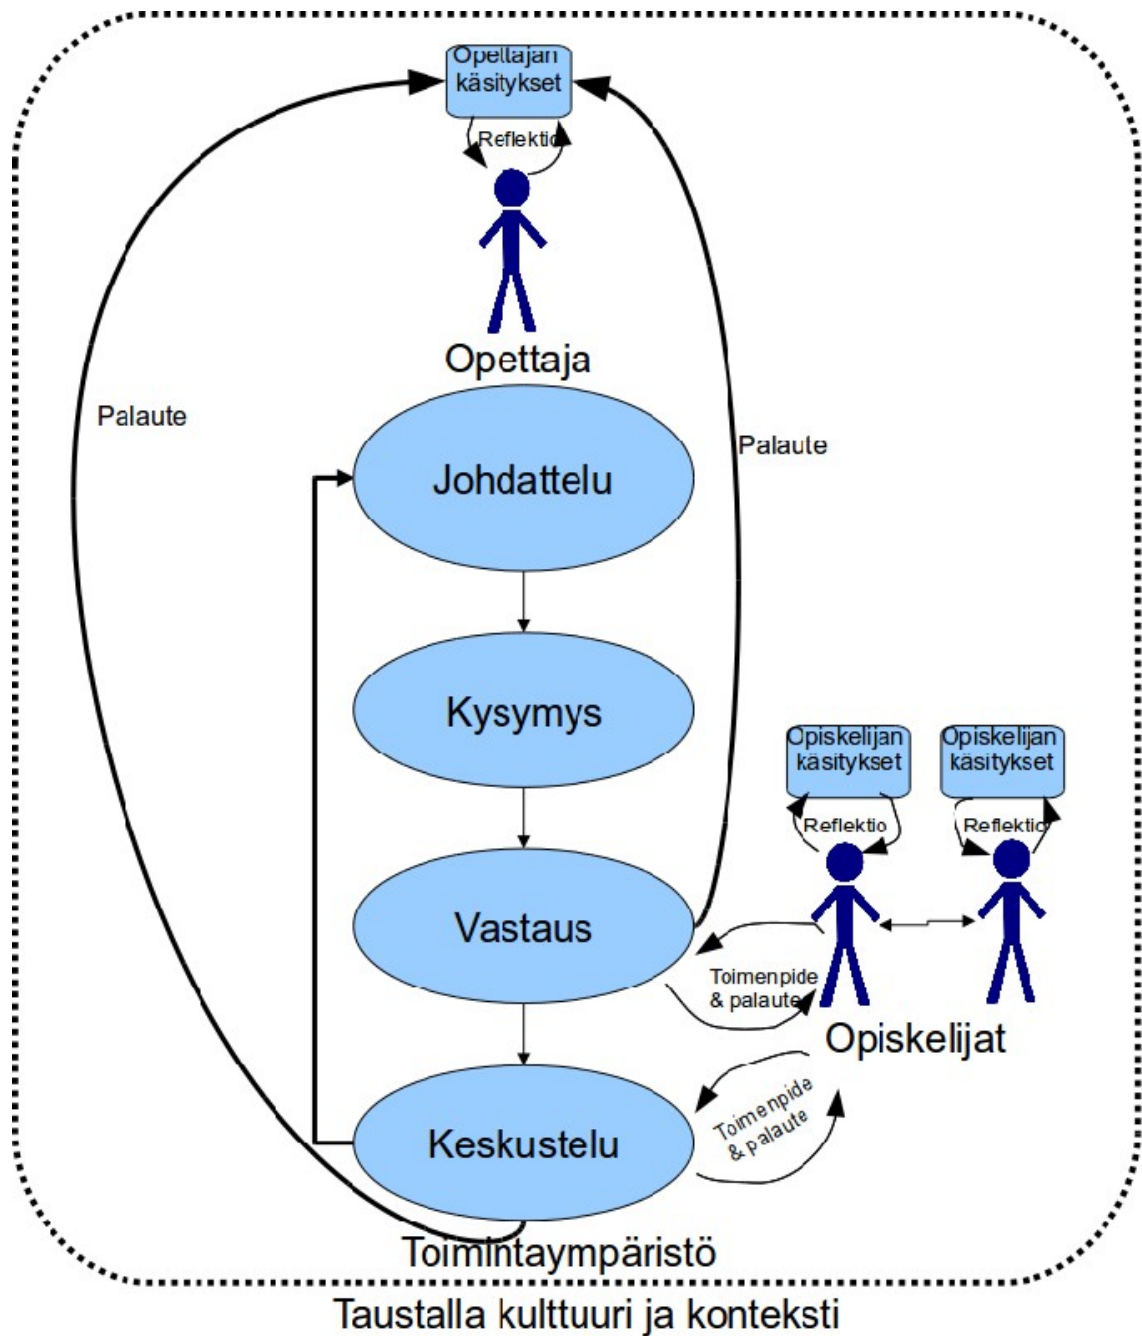 Opettajan
käsitykset
Reflektio
Opettaja
Palaute
Palaute
Johdattelu
Kysymys
Opiskelijan
käsitykset
Opiskelijan
käsitykset
Reflektio
Reflektio
Vastaus
Toimenpide
& palaute
Opiskelijat
Toimenpide
& palaute
Keskustelu
Toimintaympäristö
Taustalla kulttuuri ja konteksti